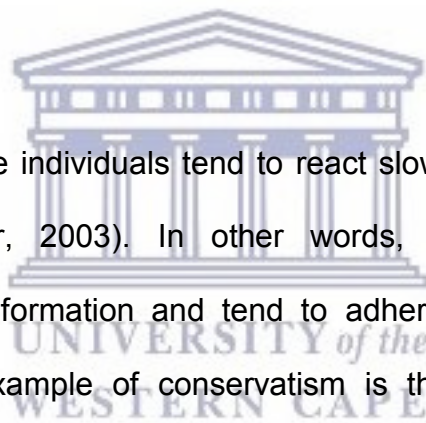 e individuals tend to react slow
r, 2003). In other words,
formation and tend to adher
UNIVERSITY of the
xample of conservatism is th
WESTERN CAPE